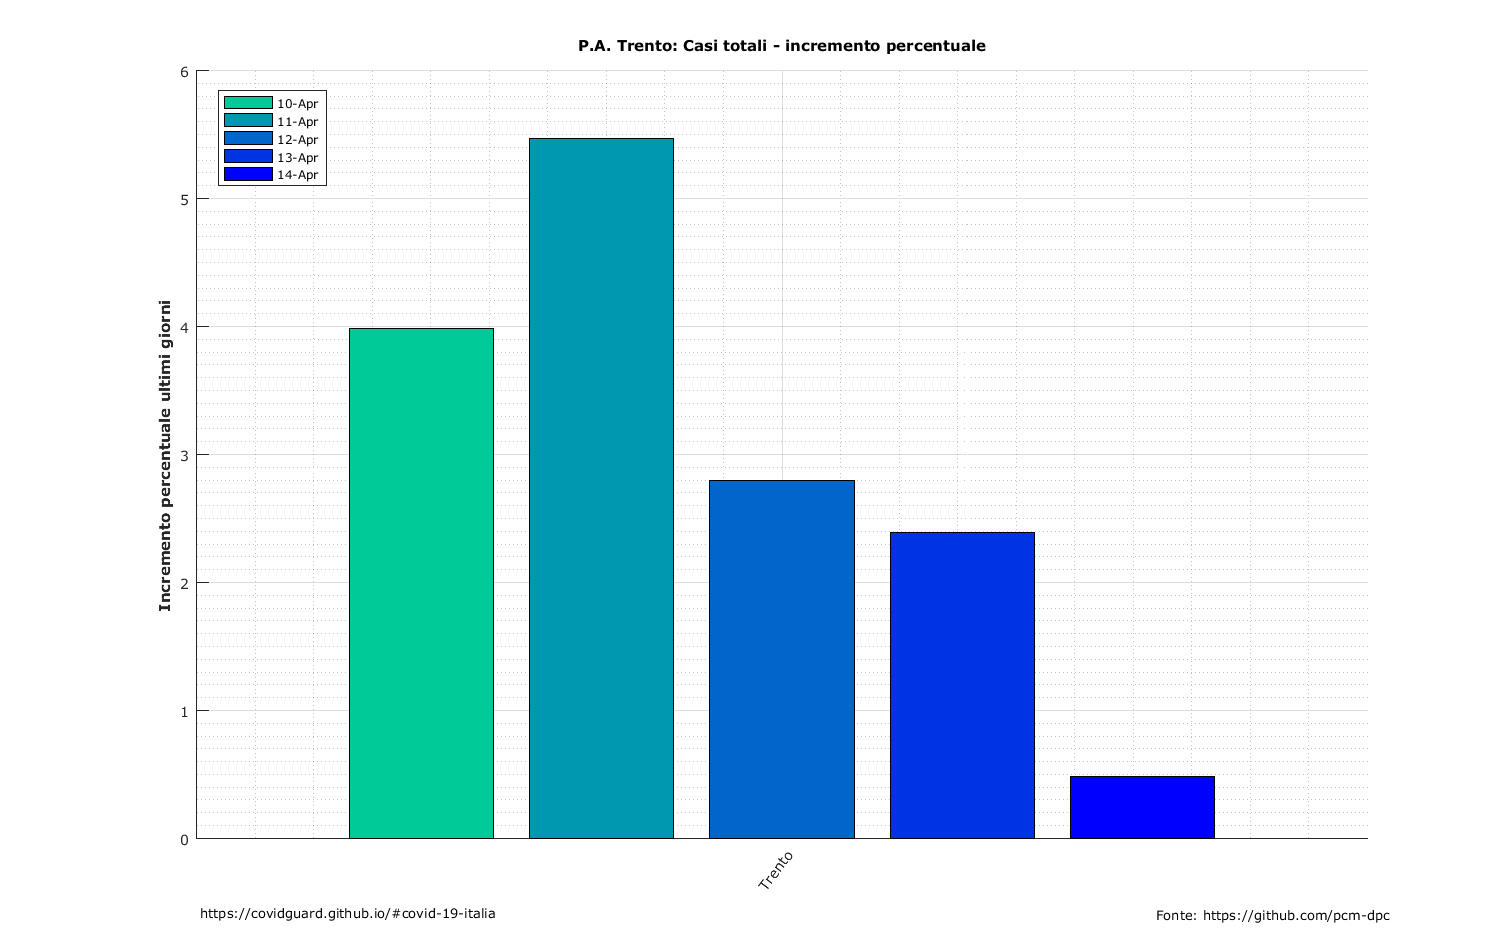 P.A. Trento: Casi totali - incremento percentuale
6
10-Apr
11-Apr
12-Apr
13-Apr
14-Apr
5
4
3
2
1
0
Incremento percentuale ultimi giorni
Trento
https://covidguard.github.io/#covid-19-italia
Fonte: https://github.com/pcm-dpc